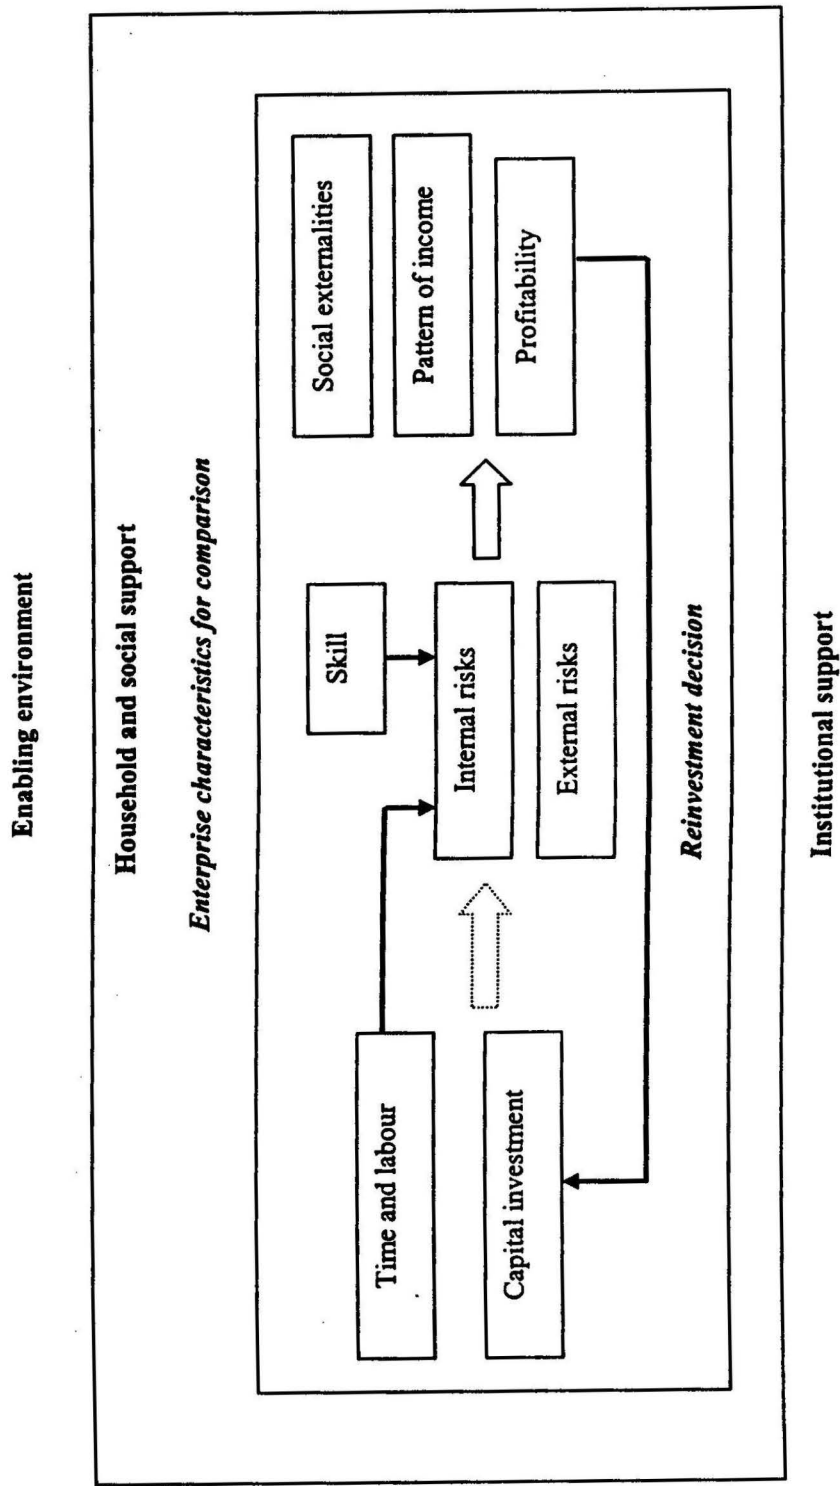 Enabling environment
Household and social support
Enterprise characteristics for comparison
Time and labour
Capital investment
Skill
Internal risks
External risks
Social externalities
Pattern of income
Profitability
Reinvestment decision
Institutional support